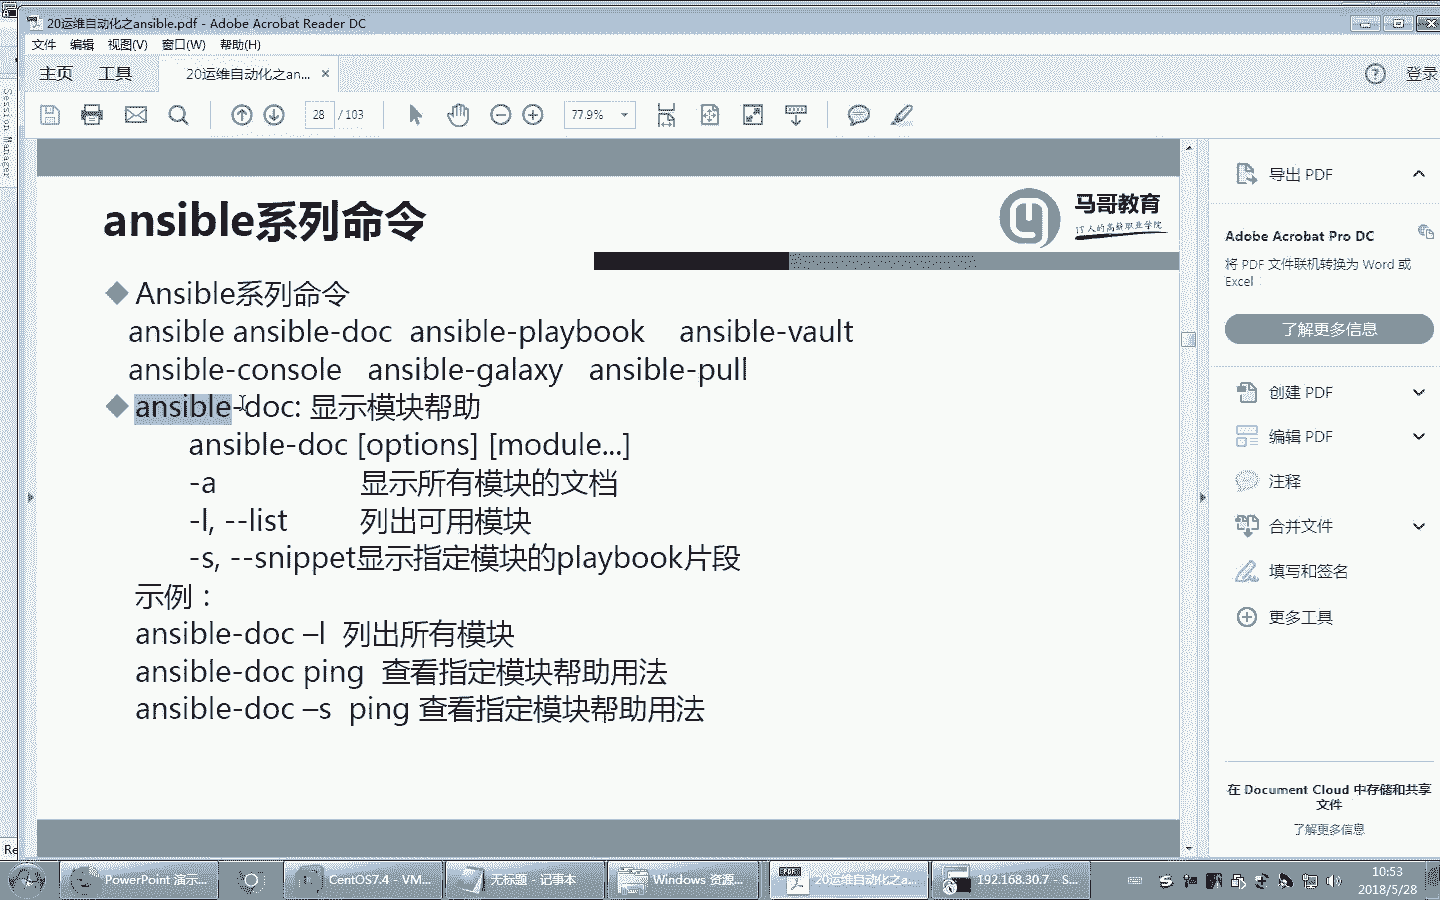 20运维自动化之ansible.pdf - Adobe Acrobat Reader DC
文件 编辑 视图(V) 窗口(W) 帮助(H)
主页 工具 20运维自动化之an... × ? 登录
28 / 103 77.9%
Session Manager
ansible系列命令
马哥教育
IT人的高薪职业学院
Ansible系列命令
ansible ansible-doc ansible-playbook ansible-vault
ansible-console ansible-galaxy ansible-pull
ansible-doc: 显示模块帮助
ansible-doc [options] [module...]
-a 显示所有模块的文档
-l, --list 列出可用模块
-s, --snippet显示指定模块的playbook片段
示例：
ansible-doc –l 列出所有模块
ansible-doc ping 查看指定模块帮助用法
ansible-doc –s ping 查看指定模块帮助用法
导出 PDF
Adobe Acrobat Pro DC
将 PDF 文件联机转换为 Word 或
Excel
了解更多信息
创建 PDF
编辑 PDF
注释
合并文件
填写和签名
更多工具
在 Document Cloud 中存储和共享
文件
了解更多信息
Re
PowerPoint 演示... CentOS7.4 - VM... 无标题 - 记事本 Windows 资源... 20运维自动化之a... 192.168.30.7 - S...
10:53
2018/5/28